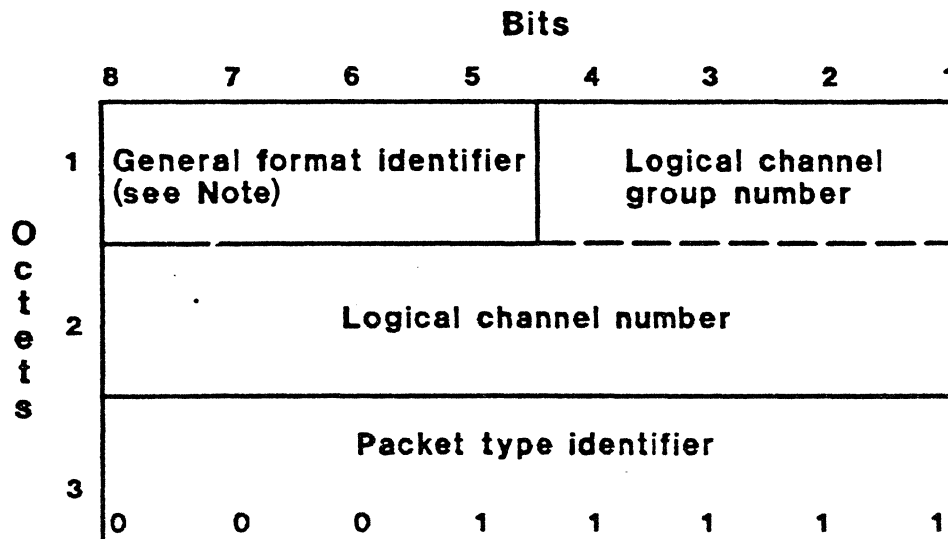 Bits
8 7 6 5 4 3 2 1
1
General format identifier
(see Note)
Logical channel
group number
Octets
2
Logical channel number
Packet type identifier
3
0 0 0 1 1 1 1 1